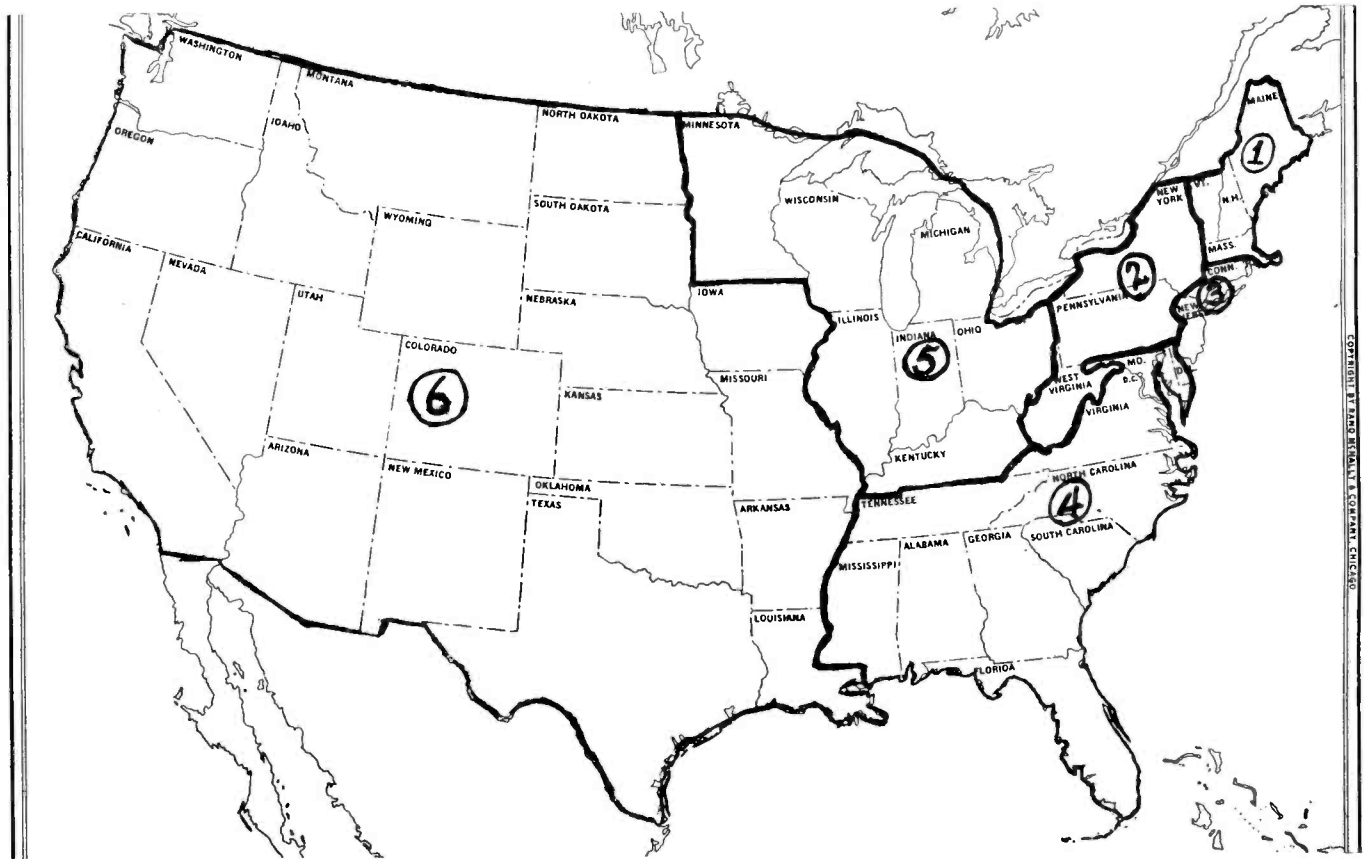 WASHINGTON
MONTANA
NORTH DAKOTA
MINNESOTA
MAINE
IDAHO
OREGON
1
NEW
YORK
VT.
N.H.
WISCONSIN
SOUTH DAKOTA
WYOMING
MICHIGAN
MASS.
CALIFORNIA
NEVADA
CONN.
2
3
UTAH
NEBRASKA
IOWA
PENNSYLVANIA
ILLINOIS
INDIANA
OHIO
COLORADO
5
MO.
D.C.
WEST
VIRGINIA
MISSOURI
6
KANSAS
VIRGINIA
ARIZONA
KENTUCKY
NEW MEXICO
NORTH CAROLINA
OKLAHOMA
TEXAS
ARKANSAS
TENNESSEE
4
SOUTH CAROLINA
ALABAMA
GEORGIA
MISSISSIPPI
LOUISIANA
FLORIDA
COPYRIGHT BY RAND MCNALLY & COMPANY, CHICAGO